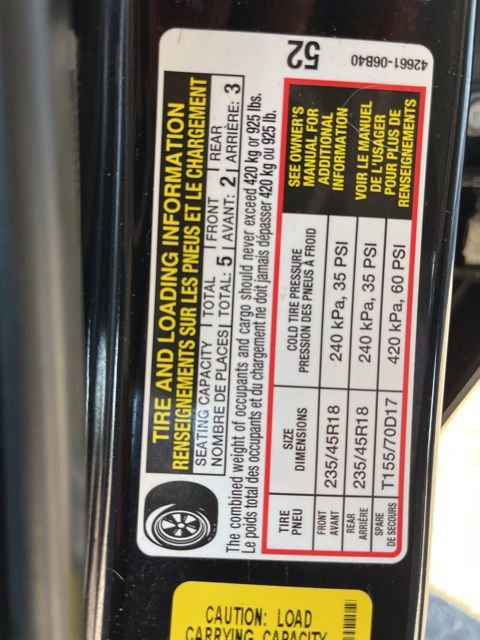 TIRE AND LOADING INFORMATION
RENSEIGNEMENTS SUR LES PNEUS ET LE CHARGEMENT
SEATING CAPACITY | TOTAL | FRONT | REAR
NOMBRE DE PLACES | TOTAL: 5 | AVANT: 2 | ARRIÈRE: 3
The combined weight of occupants and cargo should never exceed 420 kg or 925 lbs.
Le poids total des occupants et du chargement ne doit jamais dépasser 420 kg ou 925 lb.
TIRE SIZE COLD TIRE PRESSURE
PNEU DIMENSIONS PRESSION DES PNEUS À FROID
FRONT
AVANT 235/45R18 240 kPa, 35 PSI
REAR
ARRIÈRE 235/45R18 240 kPa, 35 PSI
SPARE
DE SECOURS T155/70D17 420 kPa, 60 PSI
SEE OWNER'S
MANUAL FOR
ADDITIONAL
INFORMATION
VOIR LE MANUEL
DE L'USAGER
POUR PLUS DE
RENSEIGNEMENTS
52
42661-06B40
CAUTION: LOAD
CARRYING CAPACITY